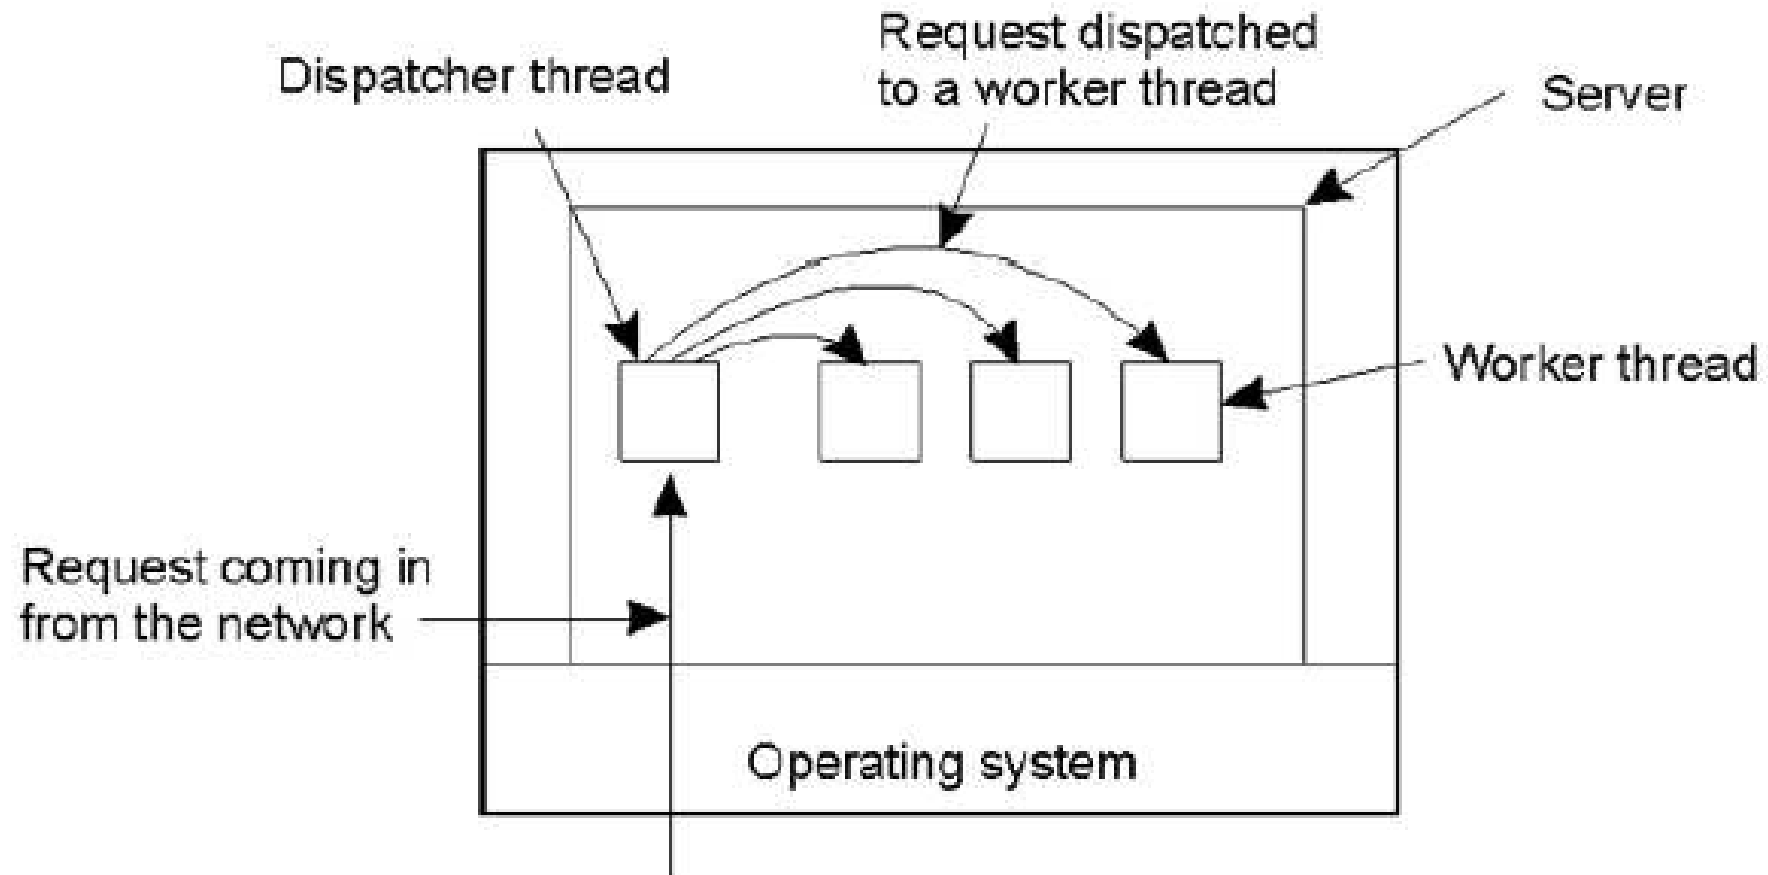 Dispatcher thread
Request dispatched
to a worker thread
Server
Worker thread
Request coming in
from the network
Operating system